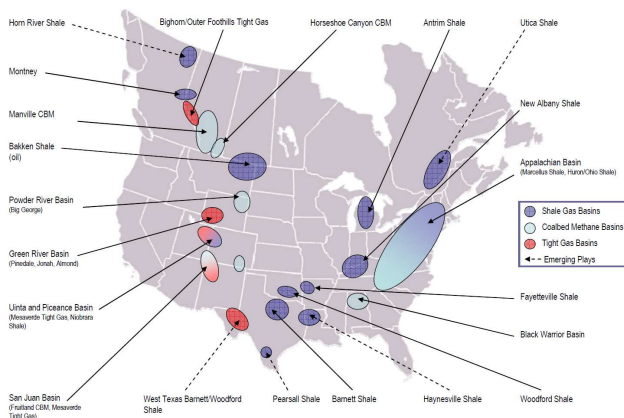 Horn River Shale
Bighorn/Outer Foothills Tight Gas
Horseshoe Canyon CBM
Antrim Shale
Utica Shale
Montney
New Albany Shale
Manville CBM
Bakken Shale
(oil)
Appalachian Basin
(Marcellus Shale, Huron/Ohio Shale)
Powder River Basin
(Big George)
Shale Gas Basins
Coalbed Methane Basins
Tight Gas Basins
Emerging Plays
Green River Basin
(Pinedale, Jonah, Almond)
Uinta and Piceance Basin
(Mesaverde Tight Gas, Niobrara
Shale)
Fayetteville Shale
Black Warrior Basin
San Juan Basin
(Fruitland CBM, Mesaverde
Tight Gas)
West Texas Barnett/Woodford
Shale
Pearsall Shale
Barnett Shale
Haynesville Shale
Woodford Shale